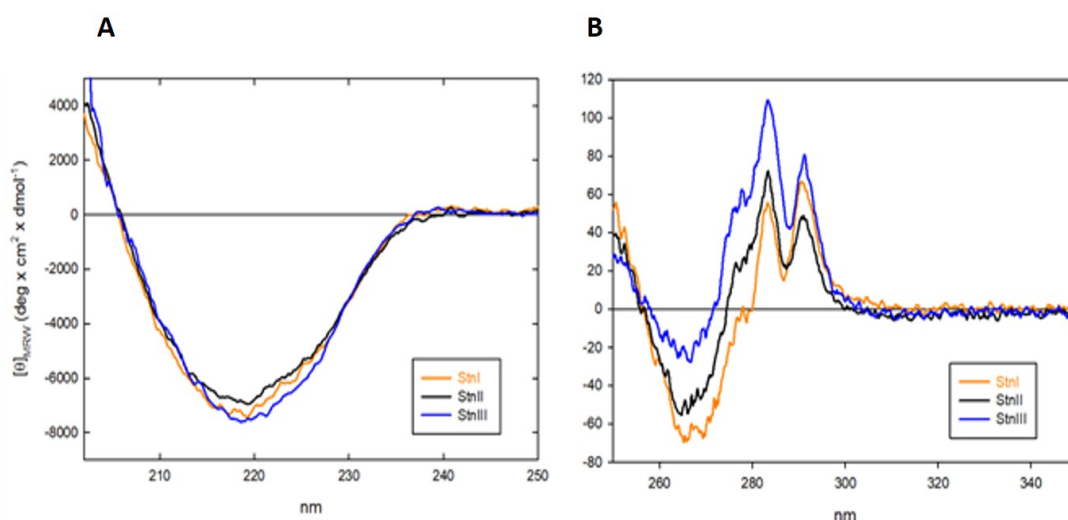 A
B
[θ]MRW (deg x cm² x dmol⁻¹)
4000
2000
0
-2000
-4000
-6000
-8000
210
220
230
240
250
nm
StnI
StnII
StnIII
120
100
80
60
40
20
0
-20
-40
-60
-80
260
280
300
320
340
nm
StnI
StnII
StnIII